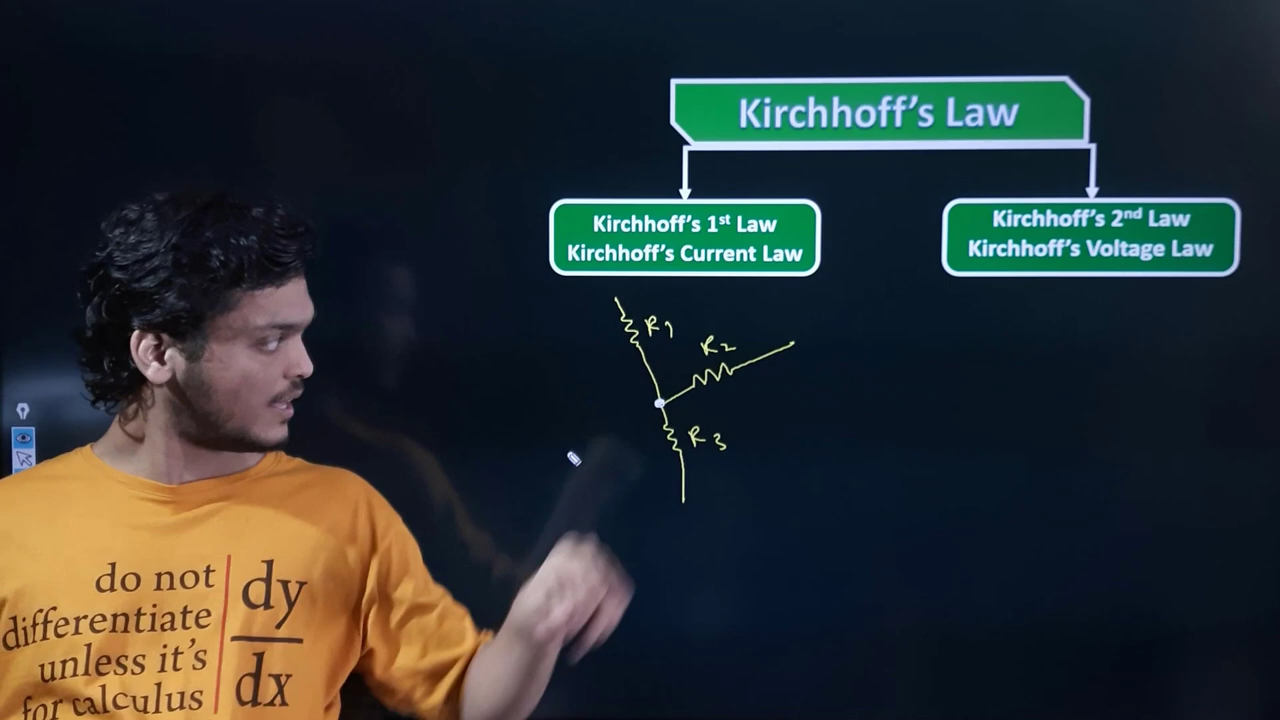 Kirchhoff's Law
Kirchhoff's 1st Law
Kirchhoff's Current Law
Kirchhoff's 2nd Law
Kirchhoff's Voltage Law
R1
R2
R3
do not
differentiate
unless it's
for calculus
dy
dx